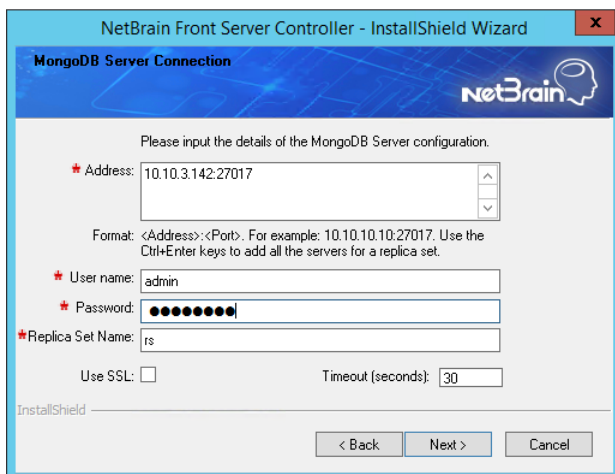 NetBrain Front Server Controller - InstallShield Wizard
x
MongoDB Server Connection
NetBrain
Please input the details of the MongoDB Server configuration.
* Address: 10.10.3.142:27017
Format: <Address>:<Port>. For example: 10.10.10.10:27017. Use the
Ctrl+Enter keys to add all the servers for a replica set.
* User name: admin
* Password: ●●●●●●●●
*Replica Set Name: rs
Use SSL: Timeout (seconds): 30
InstallShield
< Back Next > Cancel